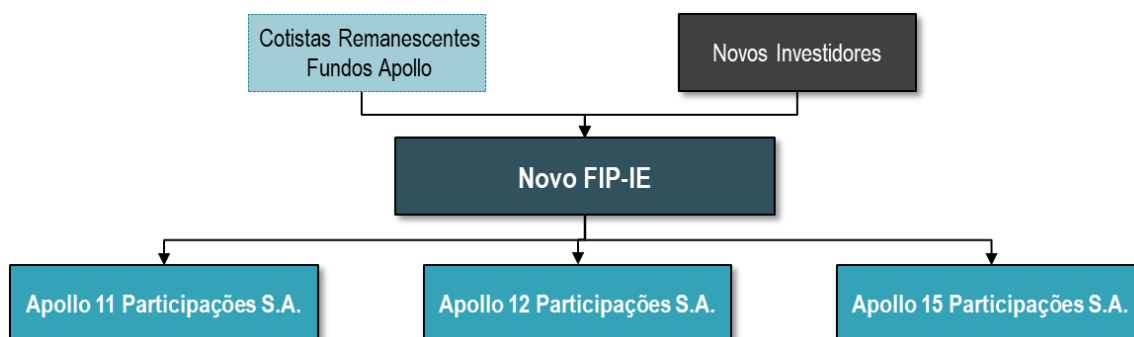 Cotistas Remanescentes
Fundos Apollo
Novos Investidores
Novo FIP-IE
Apollo 11 Participações S.A.
Apollo 12 Participações S.A.
Apollo 15 Participações S.A.